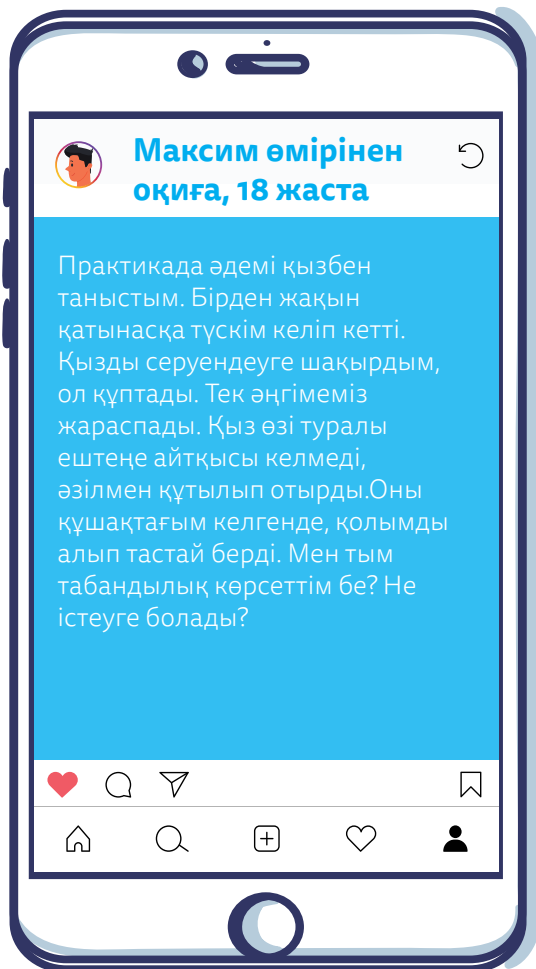 Максим өмірінен
оқиға, 18 жаста
Практикада әдемі қызбен
таныстым. Бірден жақын
қатынасқа түскім келіп кетті.
Қызды серуендеуге шақырдым,
ол құптады. Тек әңгімеміз
жараспады. Қыз өзі туралы
ештеңе айтқысы келмеді,
әзілмен құтылып отырды.Оны
құшақтағым келгенде, қолымды
алып тастай берді. Мен тым
табандылық көрсеттім бе? Не
істеуге болады?